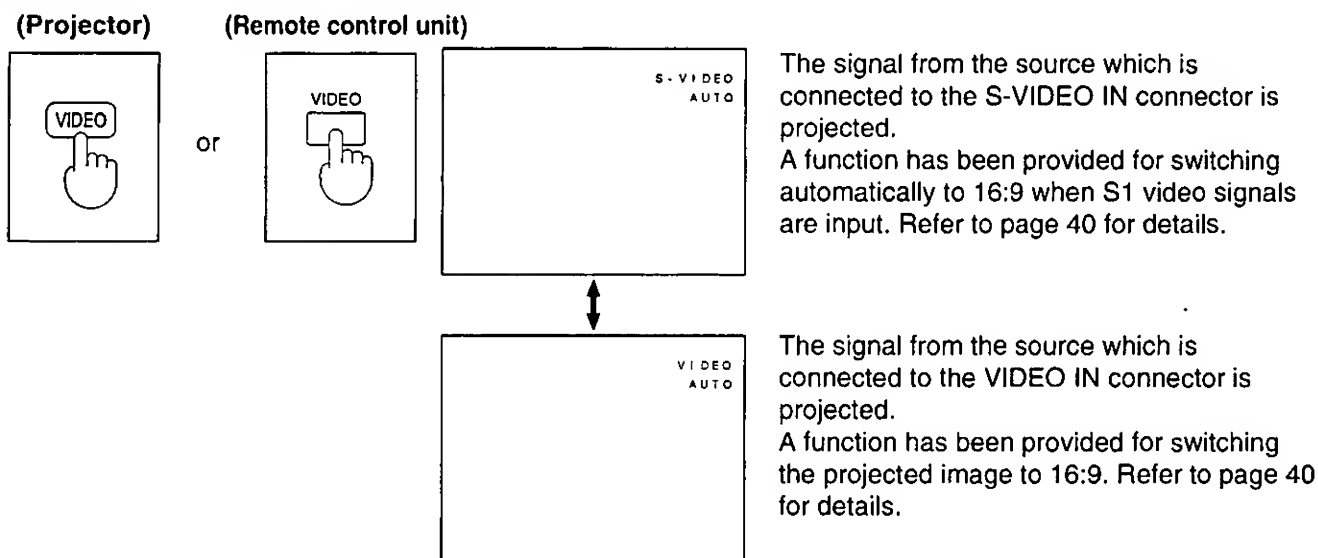 (Projector)
(Remote control unit)
VIDEO
or
VIDEO
S-VIDEO
AUTO
The signal from the source which is
connected to the S-VIDEO IN connector is
projected.
A function has been provided for switching
automatically to 16:9 when S1 video signals
are input. Refer to page 40 for details.
VIDEO
AUTO
The signal from the source which is
connected to the VIDEO IN connector is
projected.
A function has been provided for switching
the projected image to 16:9. Refer to page 40
for details.